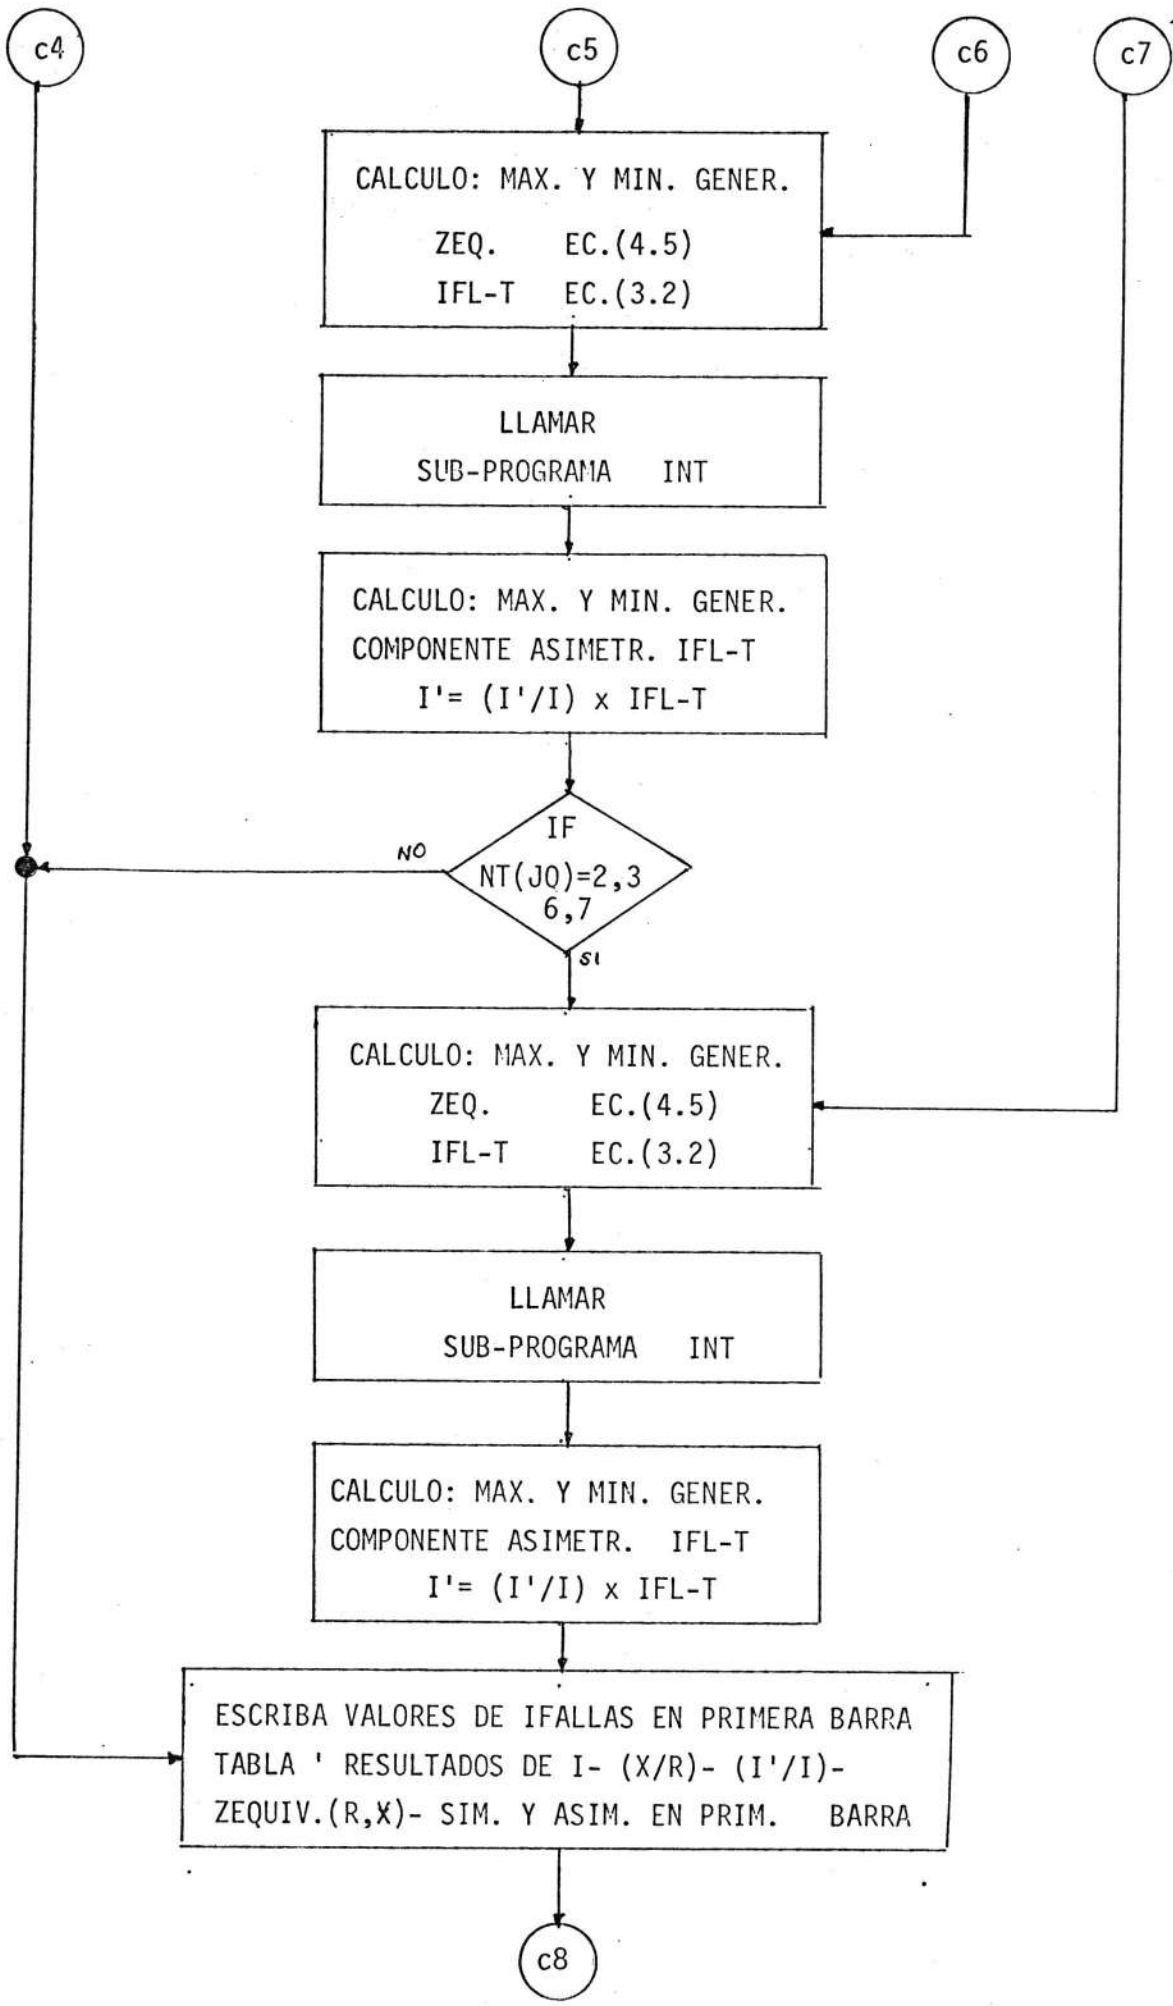 c4
c5
c6
c7
CALCULO: MAX. Y MIN. GENER.
ZEQ. EC.(4.5)
IFL-T EC.(3.2)
LLAMAR
SUB-PROGRAMA INT
CALCULO: MAX. Y MIN. GENER.
COMPONENTE ASIMETR. IFL-T
I'= (I'/I) x IFL-T
IF
NO
NT(JQ)=2,3
6,7
SI
CALCULO: MAX. Y MIN. GENER.
ZEQ. EC.(4.5)
IFL-T EC.(3.2)
LLAMAR
SUB-PROGRAMA INT
CALCULO: MAX. Y MIN. GENER.
COMPONENTE ASIMETR. IFL-T
I'= (I'/I) x IFL-T
ESCRIBA VALORES DE IFALLAS EN PRIMERA BARRA
TABLA ' RESULTADOS DE I- (X/R)- (I'/I)-
ZEQUIV.(R,X)- SIM. Y ASIM. EN PRIM. BARRA
c8